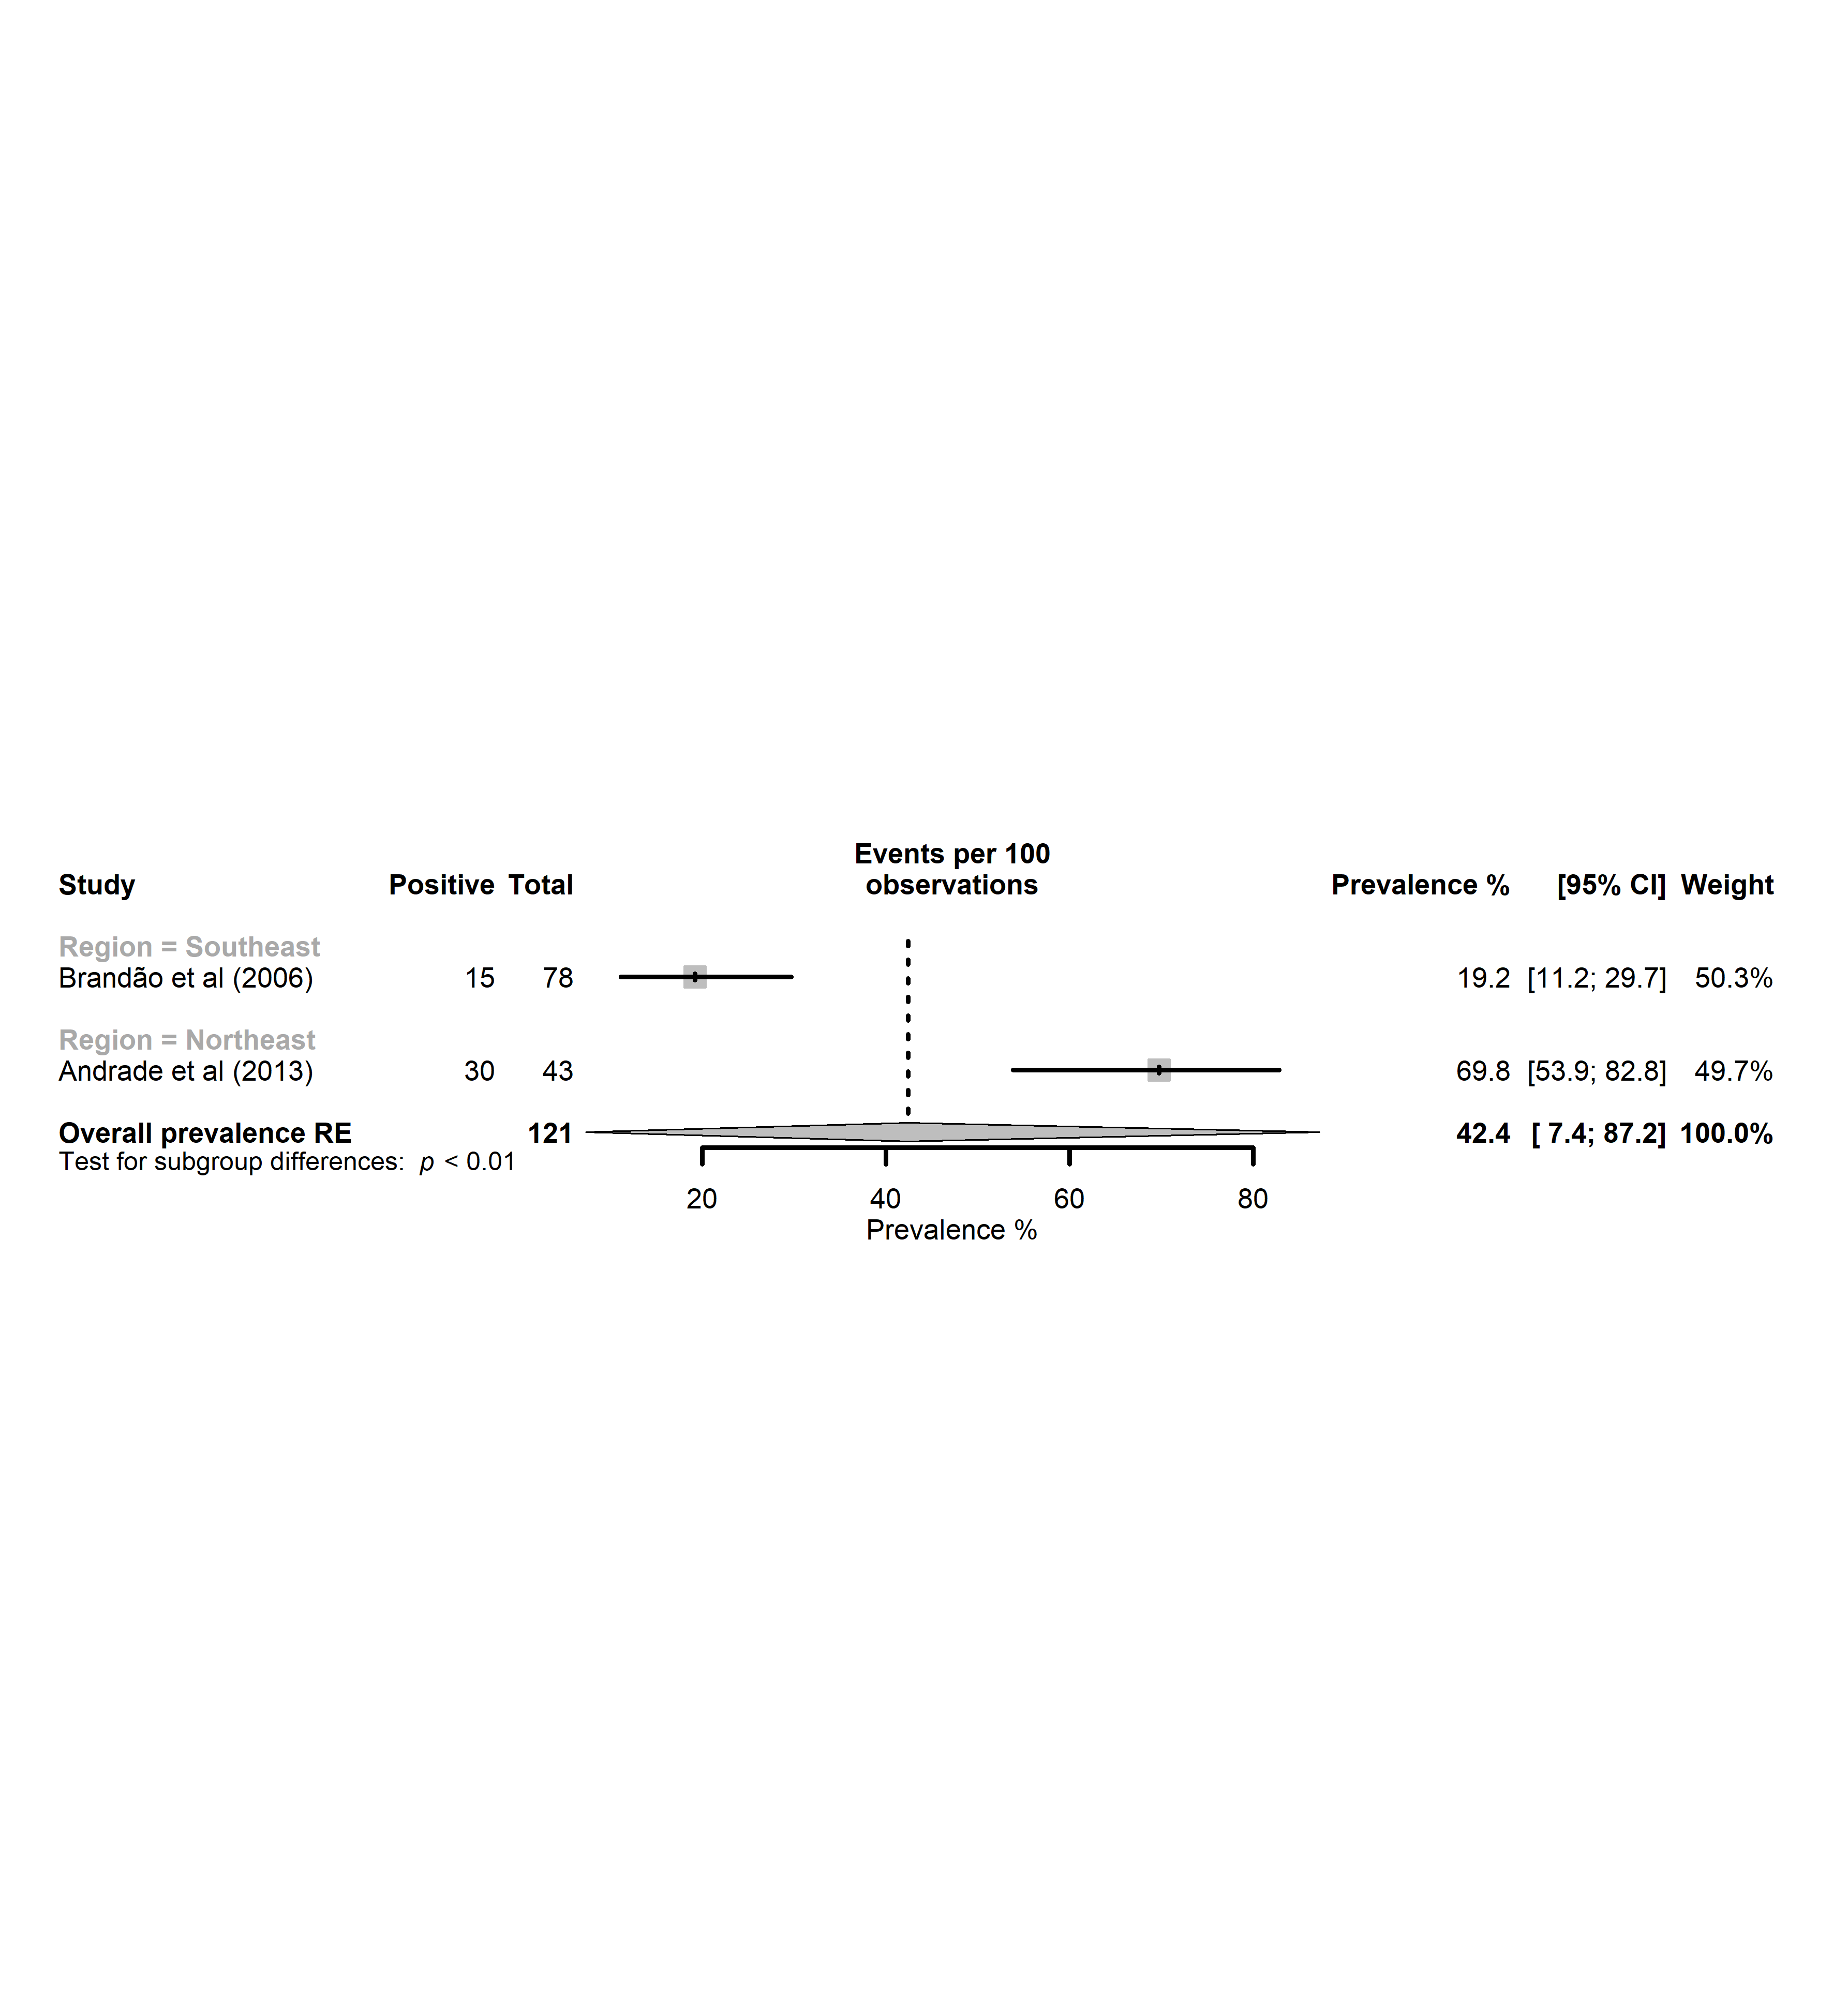 Events per 100
Study Positive Total observations Prevalence % [95% CI] Weight
Region = Southeast
Brandão et al (2006) 15 78 19.2 [11.2; 29.7] 50.3%
Region = Northeast
Andrade et al (2013) 30 43 69.8 [53.9; 82.8] 49.7%
Overall prevalence RE 121 42.4 [ 7.4; 87.2] 100.0%
Test for subgroup differences: p < 0.01
20 40 60 80
Prevalence %